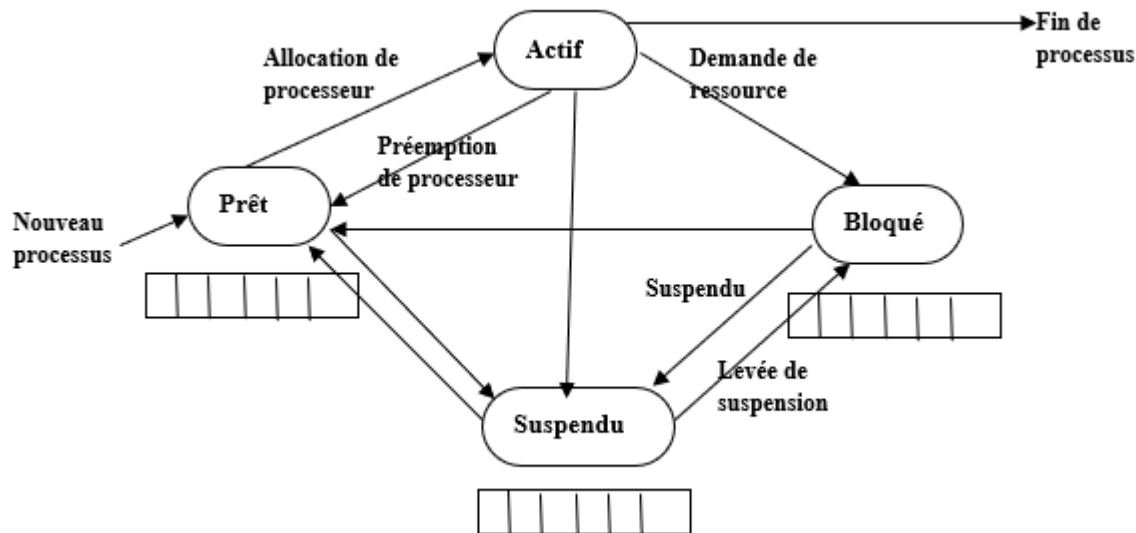 Actif
Fin de
processus
Allocation de
processeur
Demande de
ressource
Préemption
de processeur
Prêt
Nouveau
processus
Bloqué
Suspendu
Levée de
suspension
Suspendu